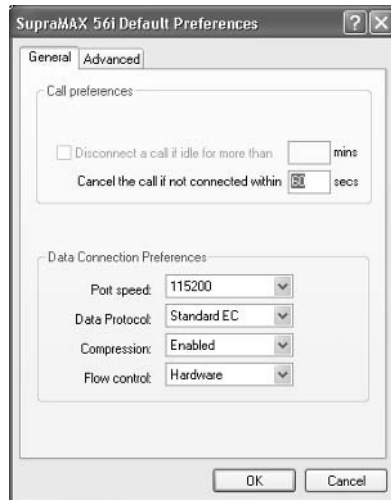 SupraMAX 56i Default Preferences
General Advanced
Call preferences
Disconnect a call if idle for more than mins
Cancel the call if not connected within 60 secs
Data Connection Preferences
Port speed: 115200
Data Protocol: Standard EC
Compression: Enabled
Flow control: Hardware
OK Cancel